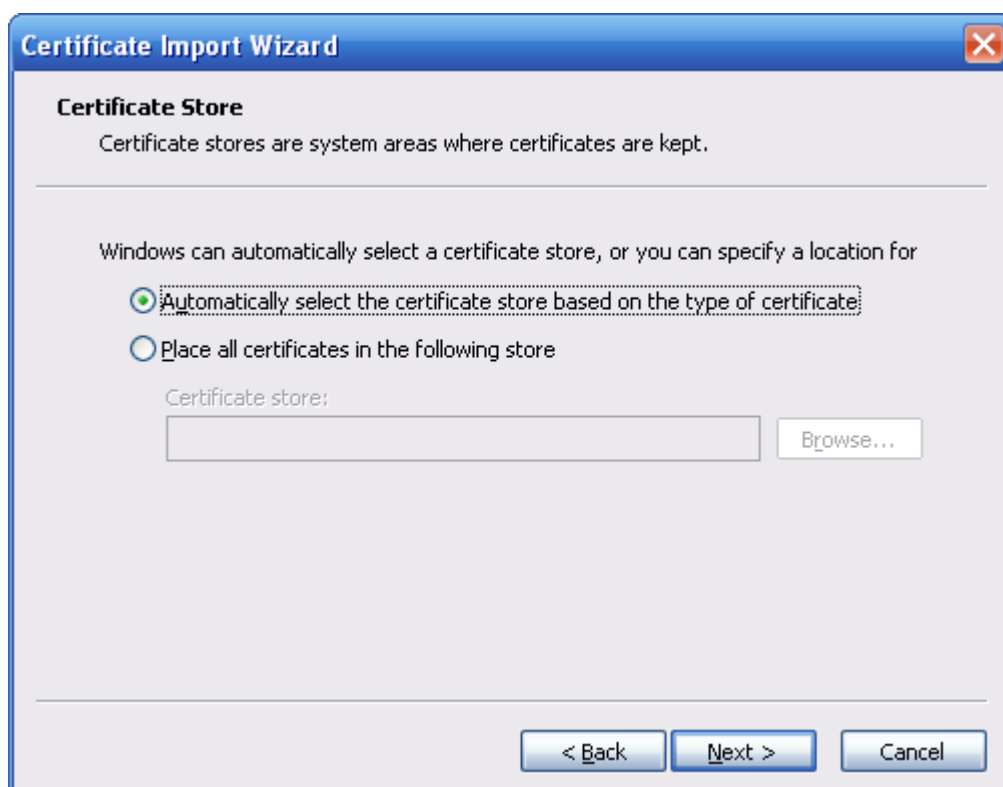 Certificate Import Wizard
Certificate Store
Certificate stores are system areas where certificates are kept.
Windows can automatically select a certificate store, or you can specify a location for
Automatically select the certificate store based on the type of certificate
Place all certificates in the following store
Certificate store:
Browse...
< Back
Next >
Cancel